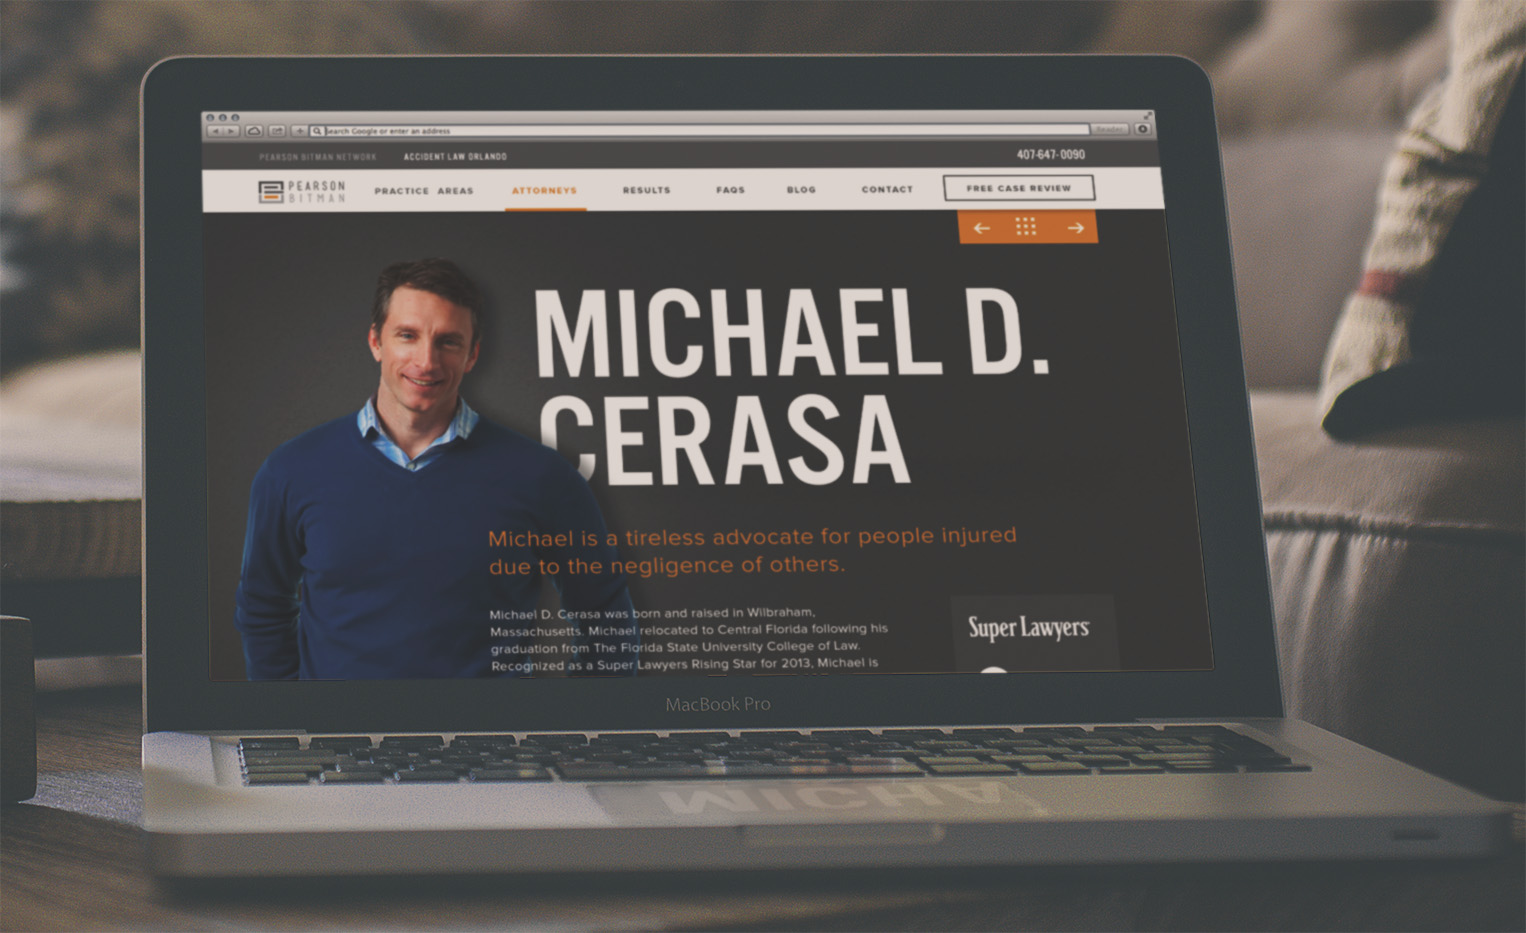 Search Google or enter an address
Reader
PEARSON BITMAN NETWORK ACCIDENT LAW ORLANDO 407-647-0090
PEARSON
BITMAN
PRACTICE AREAS ATTORNEYS RESULTS FAQS BLOG CONTACT FREE CASE REVIEW
MICHAEL D.
CERASA
Michael is a tireless advocate for people injured
due to the negligence of others.
Michael D. Cerasa was born and raised in Wilbraham,
Massachusetts. Michael relocated to Central Florida following his
graduation from The Florida State University College of Law.
Recognized as a Super Lawyers Rising Star for 2013, Michael is
Super Lawyers
MacBook Pro
MICHA